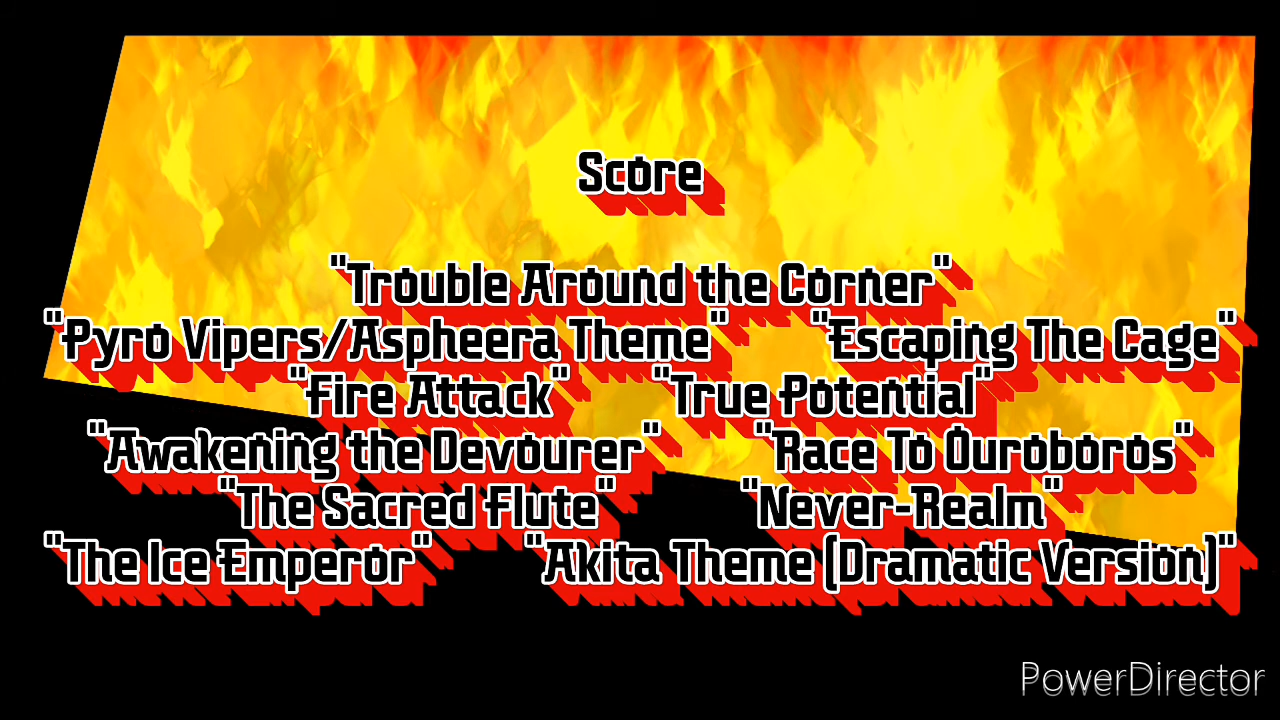 Score
"Trouble Around the Corner"
"Pyro Vipers/Aspheera Theme" "Escaping The Cage"
"Fire Attack" "True Potential"
"Awakening the Devourer" "Race To Ouroboros"
"The Sacred Flute" "Never-Realm"
"The Ice Emperor" "Akita Theme (Dramatic Version)"
PowerDirector